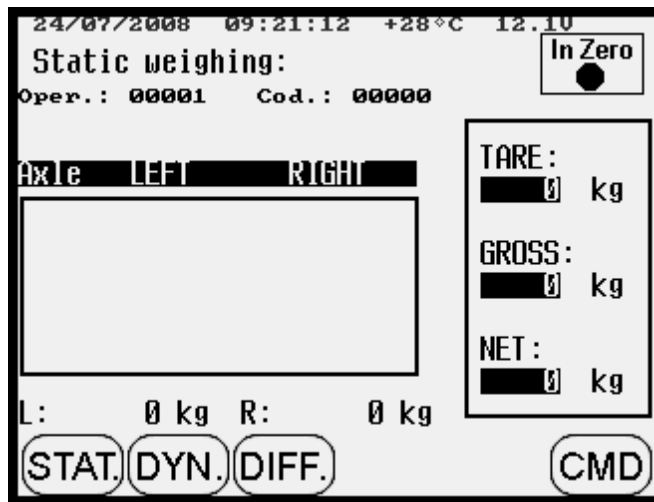 24/07/2008 09:21:12 +28°C 12.1V
Static weighing:
In Zero
Oper.: 00001 Cod.: 00000
Axle LEFT RIGHT
TARE:
0 kg
GROSS:
0 kg
NET:
0 kg
L: 0 kg R: 0 kg
STAT. DYN. DIFF. CMD